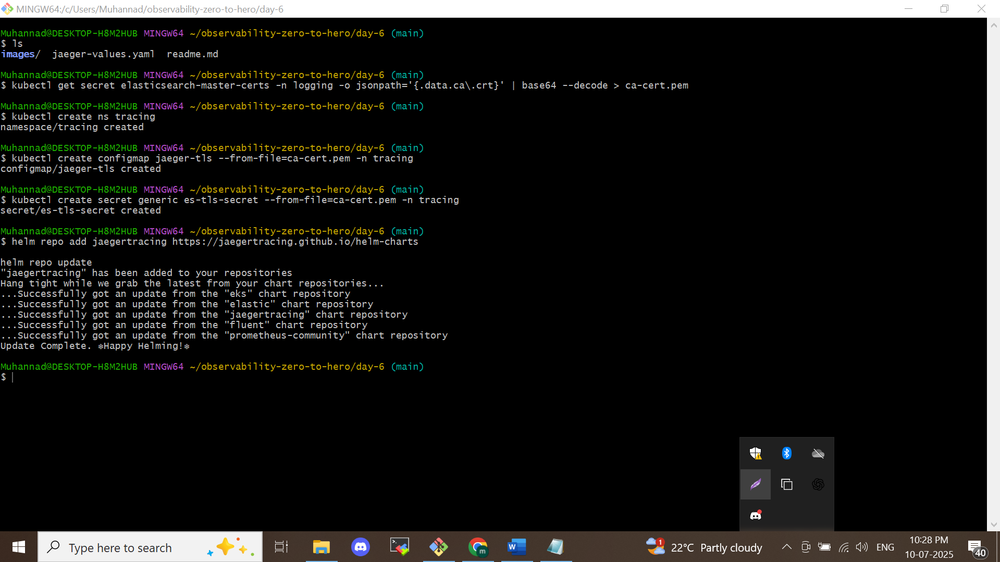 MINGW64:/c/Users/Muhannad/observability-zero-to-hero/day-6
Muhannad@DESKTOP-H8M2HUB MINGW64 ~/observability-zero-to-hero/day-6 (main)
$ ls
images/  jaeger-values.yaml  readme.md
Muhannad@DESKTOP-H8M2HUB MINGW64 ~/observability-zero-to-hero/day-6 (main)
$ kubectl get secret elasticsearch-master-certs -n logging -o jsonpath='{.data.ca\.crt}' | base64 --decode > ca-cert.pem
Muhannad@DESKTOP-H8M2HUB MINGW64 ~/observability-zero-to-hero/day-6 (main)
$ kubectl create ns tracing
namespace/tracing created
Muhannad@DESKTOP-H8M2HUB MINGW64 ~/observability-zero-to-hero/day-6 (main)
$ kubectl create configmap jaeger-tls --from-file=ca-cert.pem -n tracing
configmap/jaeger-tls created
Muhannad@DESKTOP-H8M2HUB MINGW64 ~/observability-zero-to-hero/day-6 (main)
$ kubectl create secret generic es-tls-secret --from-file=ca-cert.pem -n tracing
secret/es-tls-secret created
Muhannad@DESKTOP-H8M2HUB MINGW64 ~/observability-zero-to-hero/day-6 (main)
$ helm repo add jaegertracing https://jaegertracing.github.io/helm-charts
helm repo update
"jaegertracing" has been added to your repositories
Hang tight while we grab the latest from your chart repositories...
...Successfully got an update from the "eks" chart repository
...Successfully got an update from the "elastic" chart repository
...Successfully got an update from the "jaegertracing" chart repository
...Successfully got an update from the "fluent" chart repository
...Successfully got an update from the "prometheus-community" chart repository
Update Complete. ⎈Happy Helming!⎈
Muhannad@DESKTOP-H8M2HUB MINGW64 ~/observability-zero-to-hero/day-6 (main)
$
Type here to search
m
W
1
22°C Partly cloudy
ENG
10:28 PM
10-07-2025
40